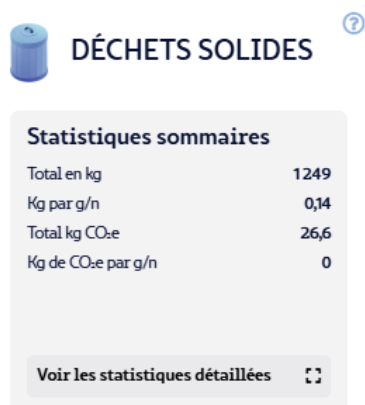 ?
DÉCHETS SOLIDES
Statistiques sommaires
Total en kg 1249
Kg par g/n 0,14
Total kg CO₂e 26,6
Kg de CO₂e par g/n 0
Voir les statistiques détaillées